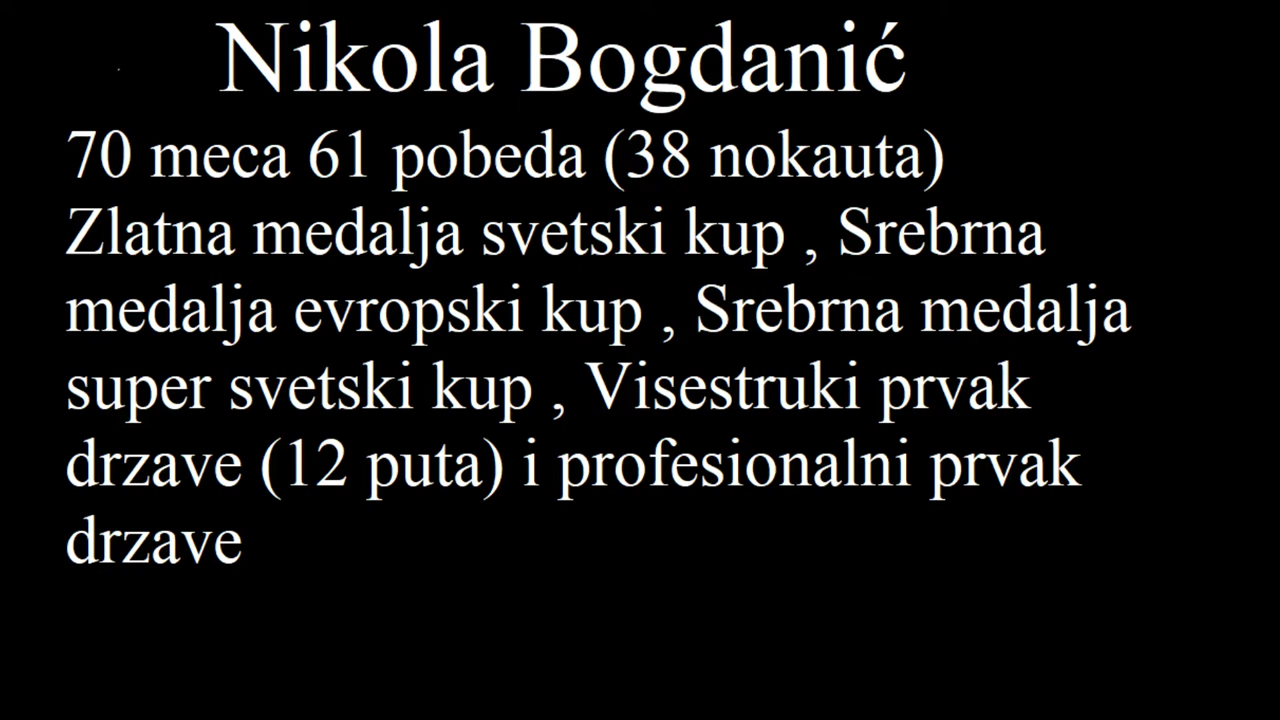 Nikola Bogdanić
70 meca 61 pobeda (38 nokauta)
Zlatna medalja svetski kup , Srebrna
medalja evropski kup , Srebrna medalja
super svetski kup , Visestruki prvak
drzave (12 puta) i profesionalni prvak
drzave